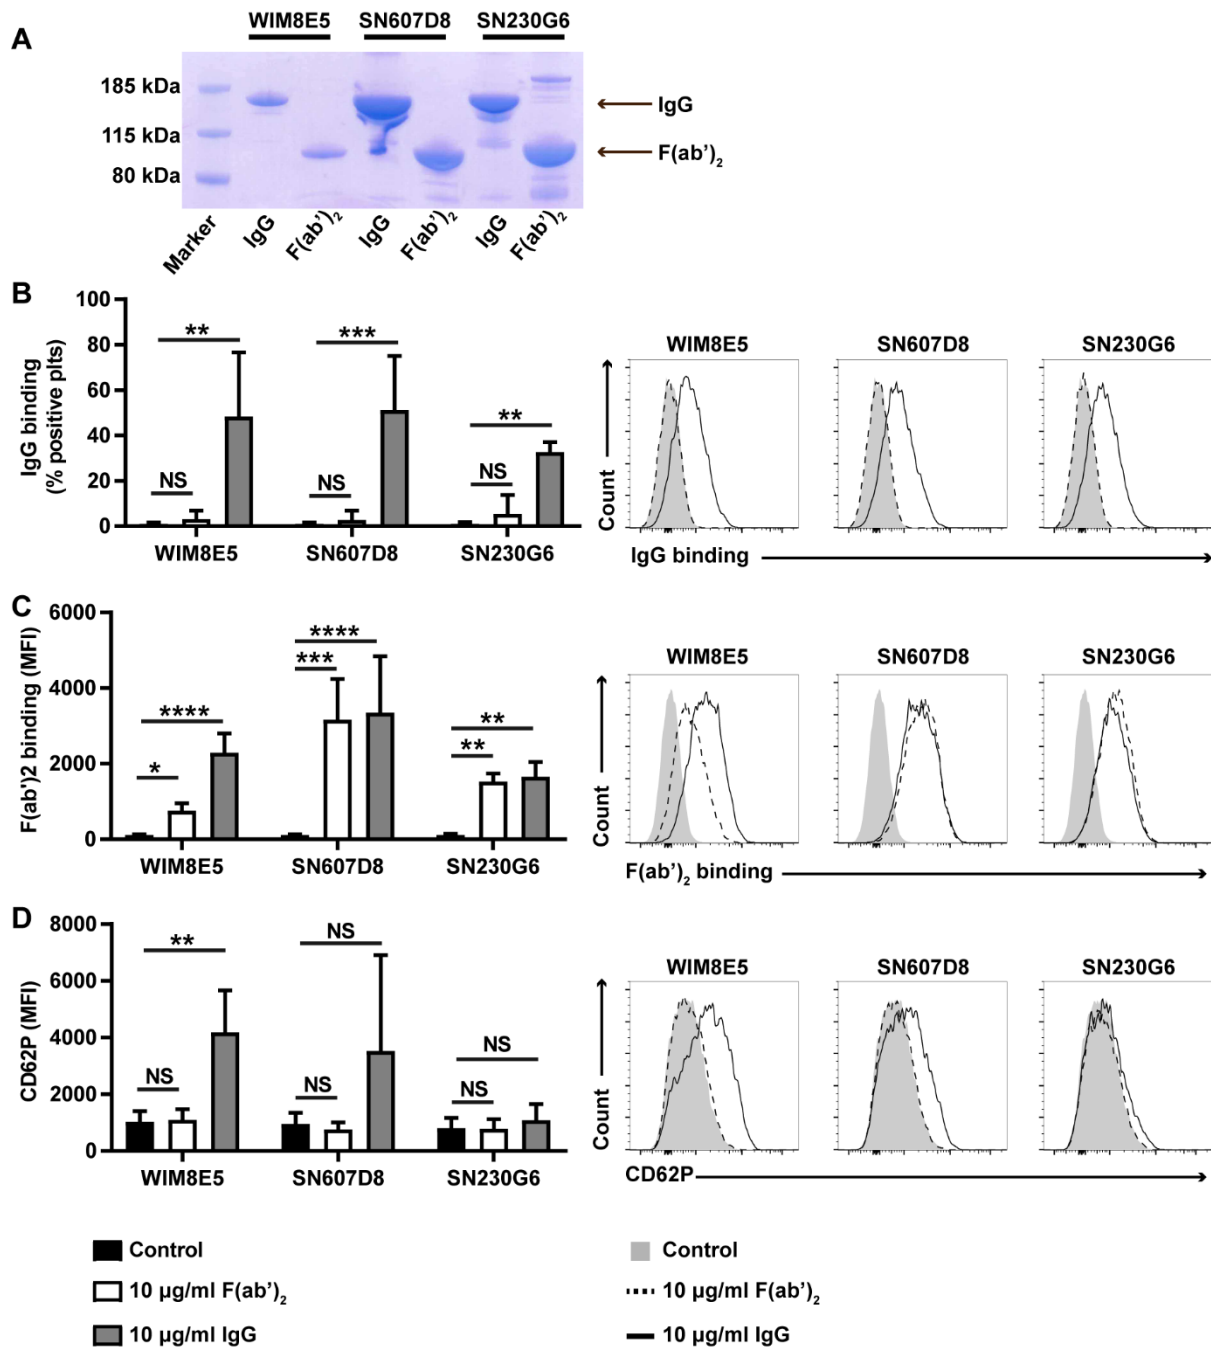 A
WIM8E5 SN607D8 SN230G6
185 kDa
115 kDa
80 kDa
IgG
F(ab')₂
Marker IgG F(ab')₂ IgG F(ab')₂ IgG F(ab')₂
B
IgG binding
(% positive plts)
100
80
60
40
20
0
** *** **
NS NS NS
WIM8E5 SN607D8 SN230G6
WIM8E5 SN607D8 SN230G6
Count
IgG binding
C
F(ab')2 binding (MFI)
6000
4000
2000
0
**** **** **
* *** **
WIM8E5 SN607D8 SN230G6
WIM8E5 SN607D8 SN230G6
Count
F(ab')₂ binding
D
CD62P (MFI)
8000
6000
4000
2000
0
** NS NS
NS NS NS
WIM8E5 SN607D8 SN230G6
WIM8E5 SN607D8 SN230G6
Count
CD62P
Control
10 µg/ml F(ab')₂
10 µg/ml IgG
Control
10 µg/ml F(ab')₂
10 µg/ml IgG